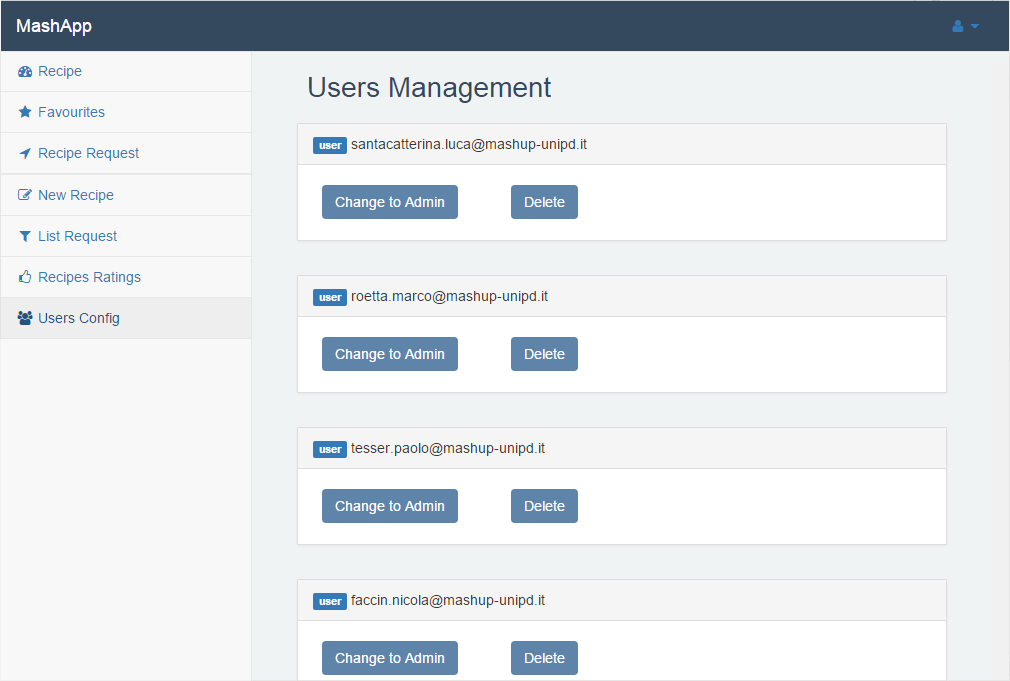 MashApp
Recipe
Favourites
Recipe Request
New Recipe
List Request
Recipes Ratings
Users Config
Users Management
user santacatterina.luca@mashup-unipd.it
Change to Admin Delete
user roetta.marco@mashup-unipd.it
Change to Admin Delete
user tesser.paolo@mashup-unipd.it
Change to Admin Delete
user faccin.nicola@mashup-unipd.it
Change to Admin Delete